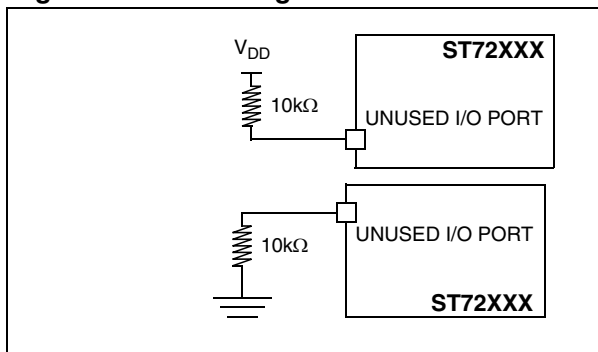 V_DD
ST72XXX
10kΩ
UNUSED I/O PORT
10kΩ
UNUSED I/O PORT
ST72XXX